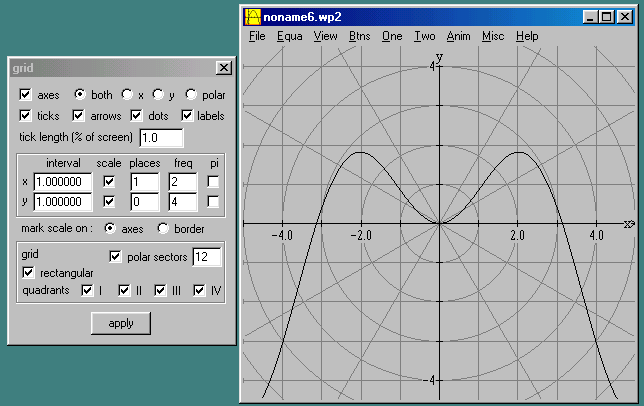 noname6.wp2
File Equa View Btns One Two Anim Misc Help
grid
axes both x y polar
ticks arrows dots labels
tick length (% of screen) 1.0
interval scale places freq pi
x 1.000000 1 2
y 1.000000 0 4
mark scale on : axes border
grid
polar sectors 12
rectangular
quadrants I II III IV
apply
y
4
-4.0 -2.0 2.0 4.0 x
-4